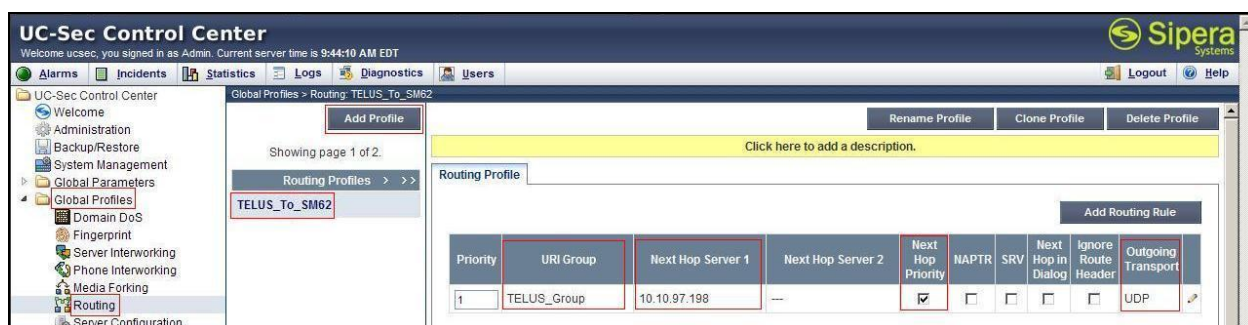 UC-Sec Control Center
Welcome ucsec, you signed in as Admin. Current server time is 9:44:10 AM EDT
Sipera
Systems
Alarms Incidents Statistics Logs Diagnostics Users Logout Help
UC-Sec Control Center
Welcome
Administration
Backup/Restore
System Management
Global Parameters
Global Profiles
Domain DoS
Fingerprint
Server Interworking
Phone Interworking
Media Forking
Routing
Server Configuration
Global Profiles > Routing: TELUS_To_SM62
Add Profile
Showing page 1 of 2.
Routing Profiles > >>
TELUS_To_SM62
Rename Profile Clone Profile Delete Profile
Click here to add a description.
Routing Profile
Add Routing Rule
Priority URI Group Next Hop Server 1 Next Hop Server 2 Next Hop Priority NAPTR SRV Next Hop in Dialog Ignore Route Header Outgoing Transport
1 TELUS_Group 10.10.97.198 --- UDP